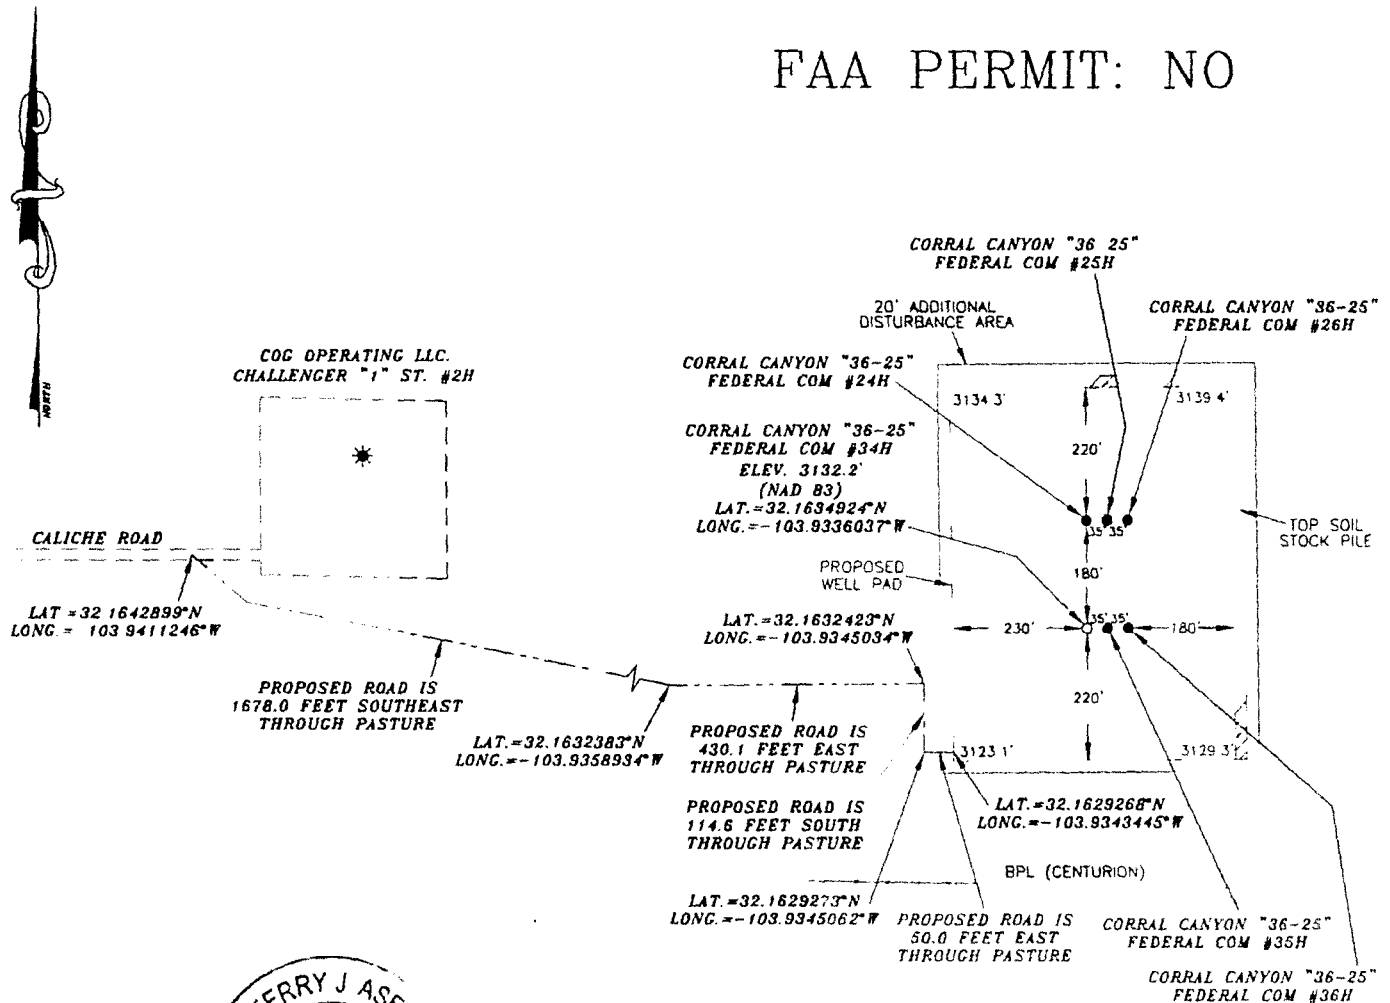 FAA PERMIT: NO
NORTH
CORRAL CANYON "36 25"
FEDERAL COM #25H
20' ADDITIONAL
DISTURBANCE AREA
CORRAL CANYON "36-25"
FEDERAL COM #26H
COG OPERATING LLC.
CHALLENGER "1" ST. #2H
CORRAL CANYON "36-25"
FEDERAL COM #24H
3134 3'
3139 4'
CORRAL CANYON "36-25"
FEDERAL COM #34H
ELEV. 3132.2'
(NAD 83)
LAT.=32.1634924°N
LONG.=-103.9336037°W
220'
35' 35'
TOP SOIL
STOCK PILE
CALICHE ROAD
PROPOSED
WELL PAD
180'
LAT =32 1642899°N
LONG.= 103 9411246°W
LAT.=32.1632423°N
LONG.=-103.9345034°W
230'
35' 35'
180'
PROPOSED ROAD IS
1678.0 FEET SOUTHEAST
THROUGH PASTURE
220'
LAT.=32.1632383°N
LONG.=-103.9358934°W
PROPOSED ROAD IS
430.1 FEET EAST
THROUGH PASTURE
3123 1'
3129.3'
PROPOSED ROAD IS
114.6 FEET SOUTH
THROUGH PASTURE
LAT.=32.1629268°N
LONG.=-103.9343445°W
BPL (CENTURION)
LAT.=32.1629273°N
LONG.=-103.9345062°W
PROPOSED ROAD IS
50.0 FEET EAST
THROUGH PASTURE
CORRAL CANYON "36-25"
FEDERAL COM #35H
CORRAL CANYON "36-25"
FEDERAL COM #36H
J